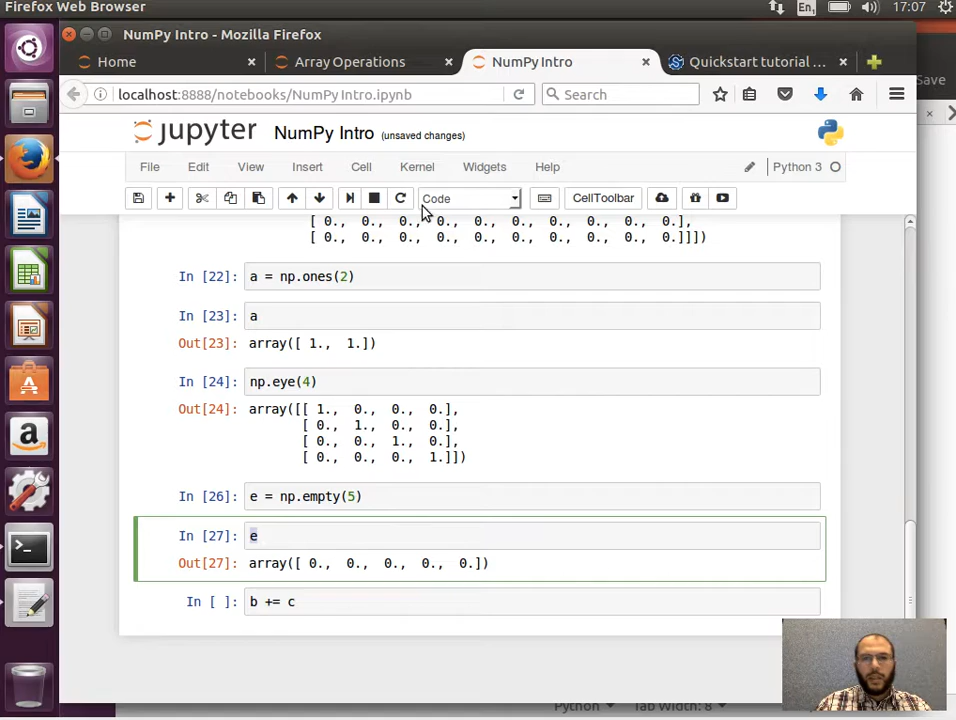 Firefox Web Browser
En
17:07
NumPy Intro - Mozilla Firefox
Home
Array Operations
NumPy Intro
Quickstart tutorial ...
localhost:8888/notebooks/NumPy Intro.ipynb
Search
Save
jupyter NumPy Intro (unsaved changes)
File Edit View Insert Cell Kernel Widgets Help Python 3
Code CellToolbar
[ 0., 0., 0., 0., 0., 0., 0., 0., 0., 0.],
[ 0., 0., 0., 0., 0., 0., 0., 0., 0., 0.]]])
In [22]: a = np.ones(2)
In [23]: a
Out[23]: array([ 1., 1.])
In [24]: np.eye(4)
Out[24]: array([[ 1., 0., 0., 0.],
[ 0., 1., 0., 0.],
[ 0., 0., 1., 0.],
[ 0., 0., 0., 1.]])
In [26]: e = np.empty(5)
In [27]: e
Out[27]: array([ 0., 0., 0., 0., 0.])
In [ ]: b += c
Python Tab Width: 8